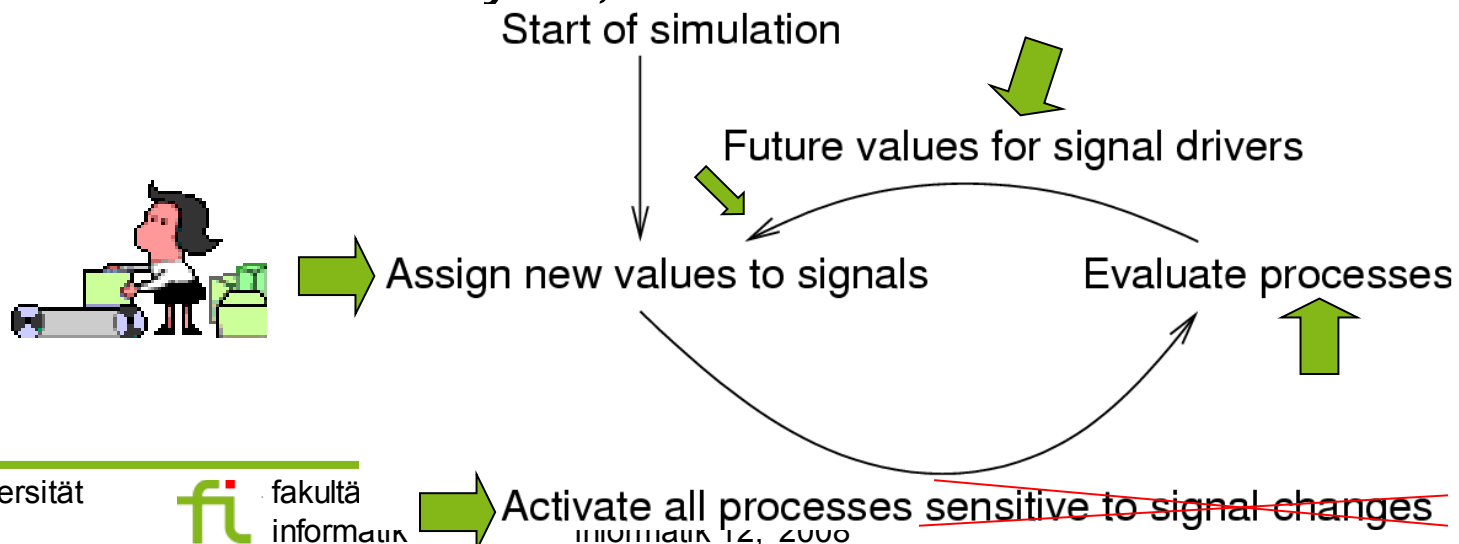 Start of simulation
Future values for signal drivers
Assign new values to signals
Evaluate processes
Activate all processes sensitive to signal changes
ersität
fakultä
informatik
informatik 12, 2008